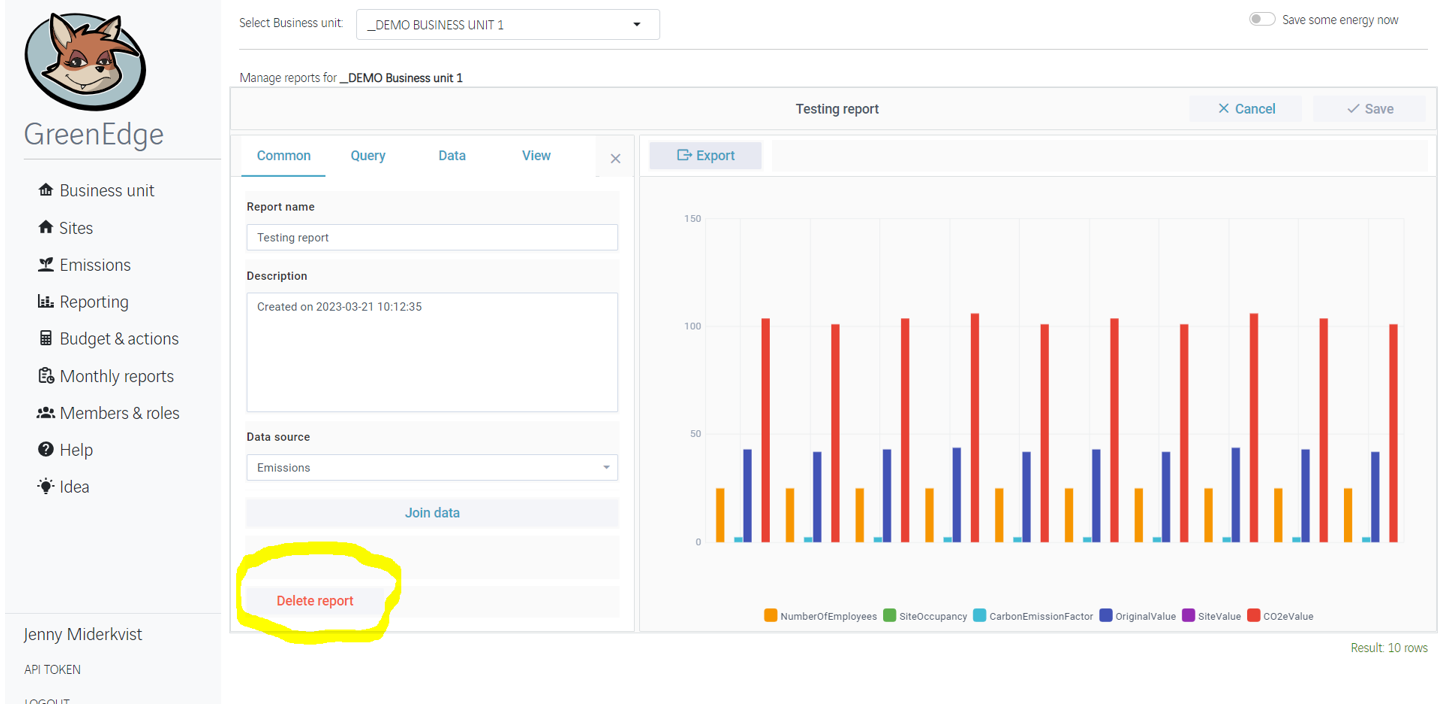 Select Business unit:
__DEMO BUSINESS UNIT 1
Save some energy now
GreenEdge
Business unit
Sites
Emissions
Reporting
Budget & actions
Monthly reports
Members & roles
Help
Idea
Jenny Miderkvist
API TOKEN
LOGOUT
Manage reports for __DEMO Business unit 1
Testing report
Cancel
Save
Common Query Data View
Report name
Testing report
Description
Created on 2023-03-21 10:12:35
Data source
Emissions
Join data
Delete report
Export
150
100
50
0
NumberOfEmployees SiteOccupancy CarbonEmissionFactor OriginalValue SiteValue CO2eValue
Result: 10 rows